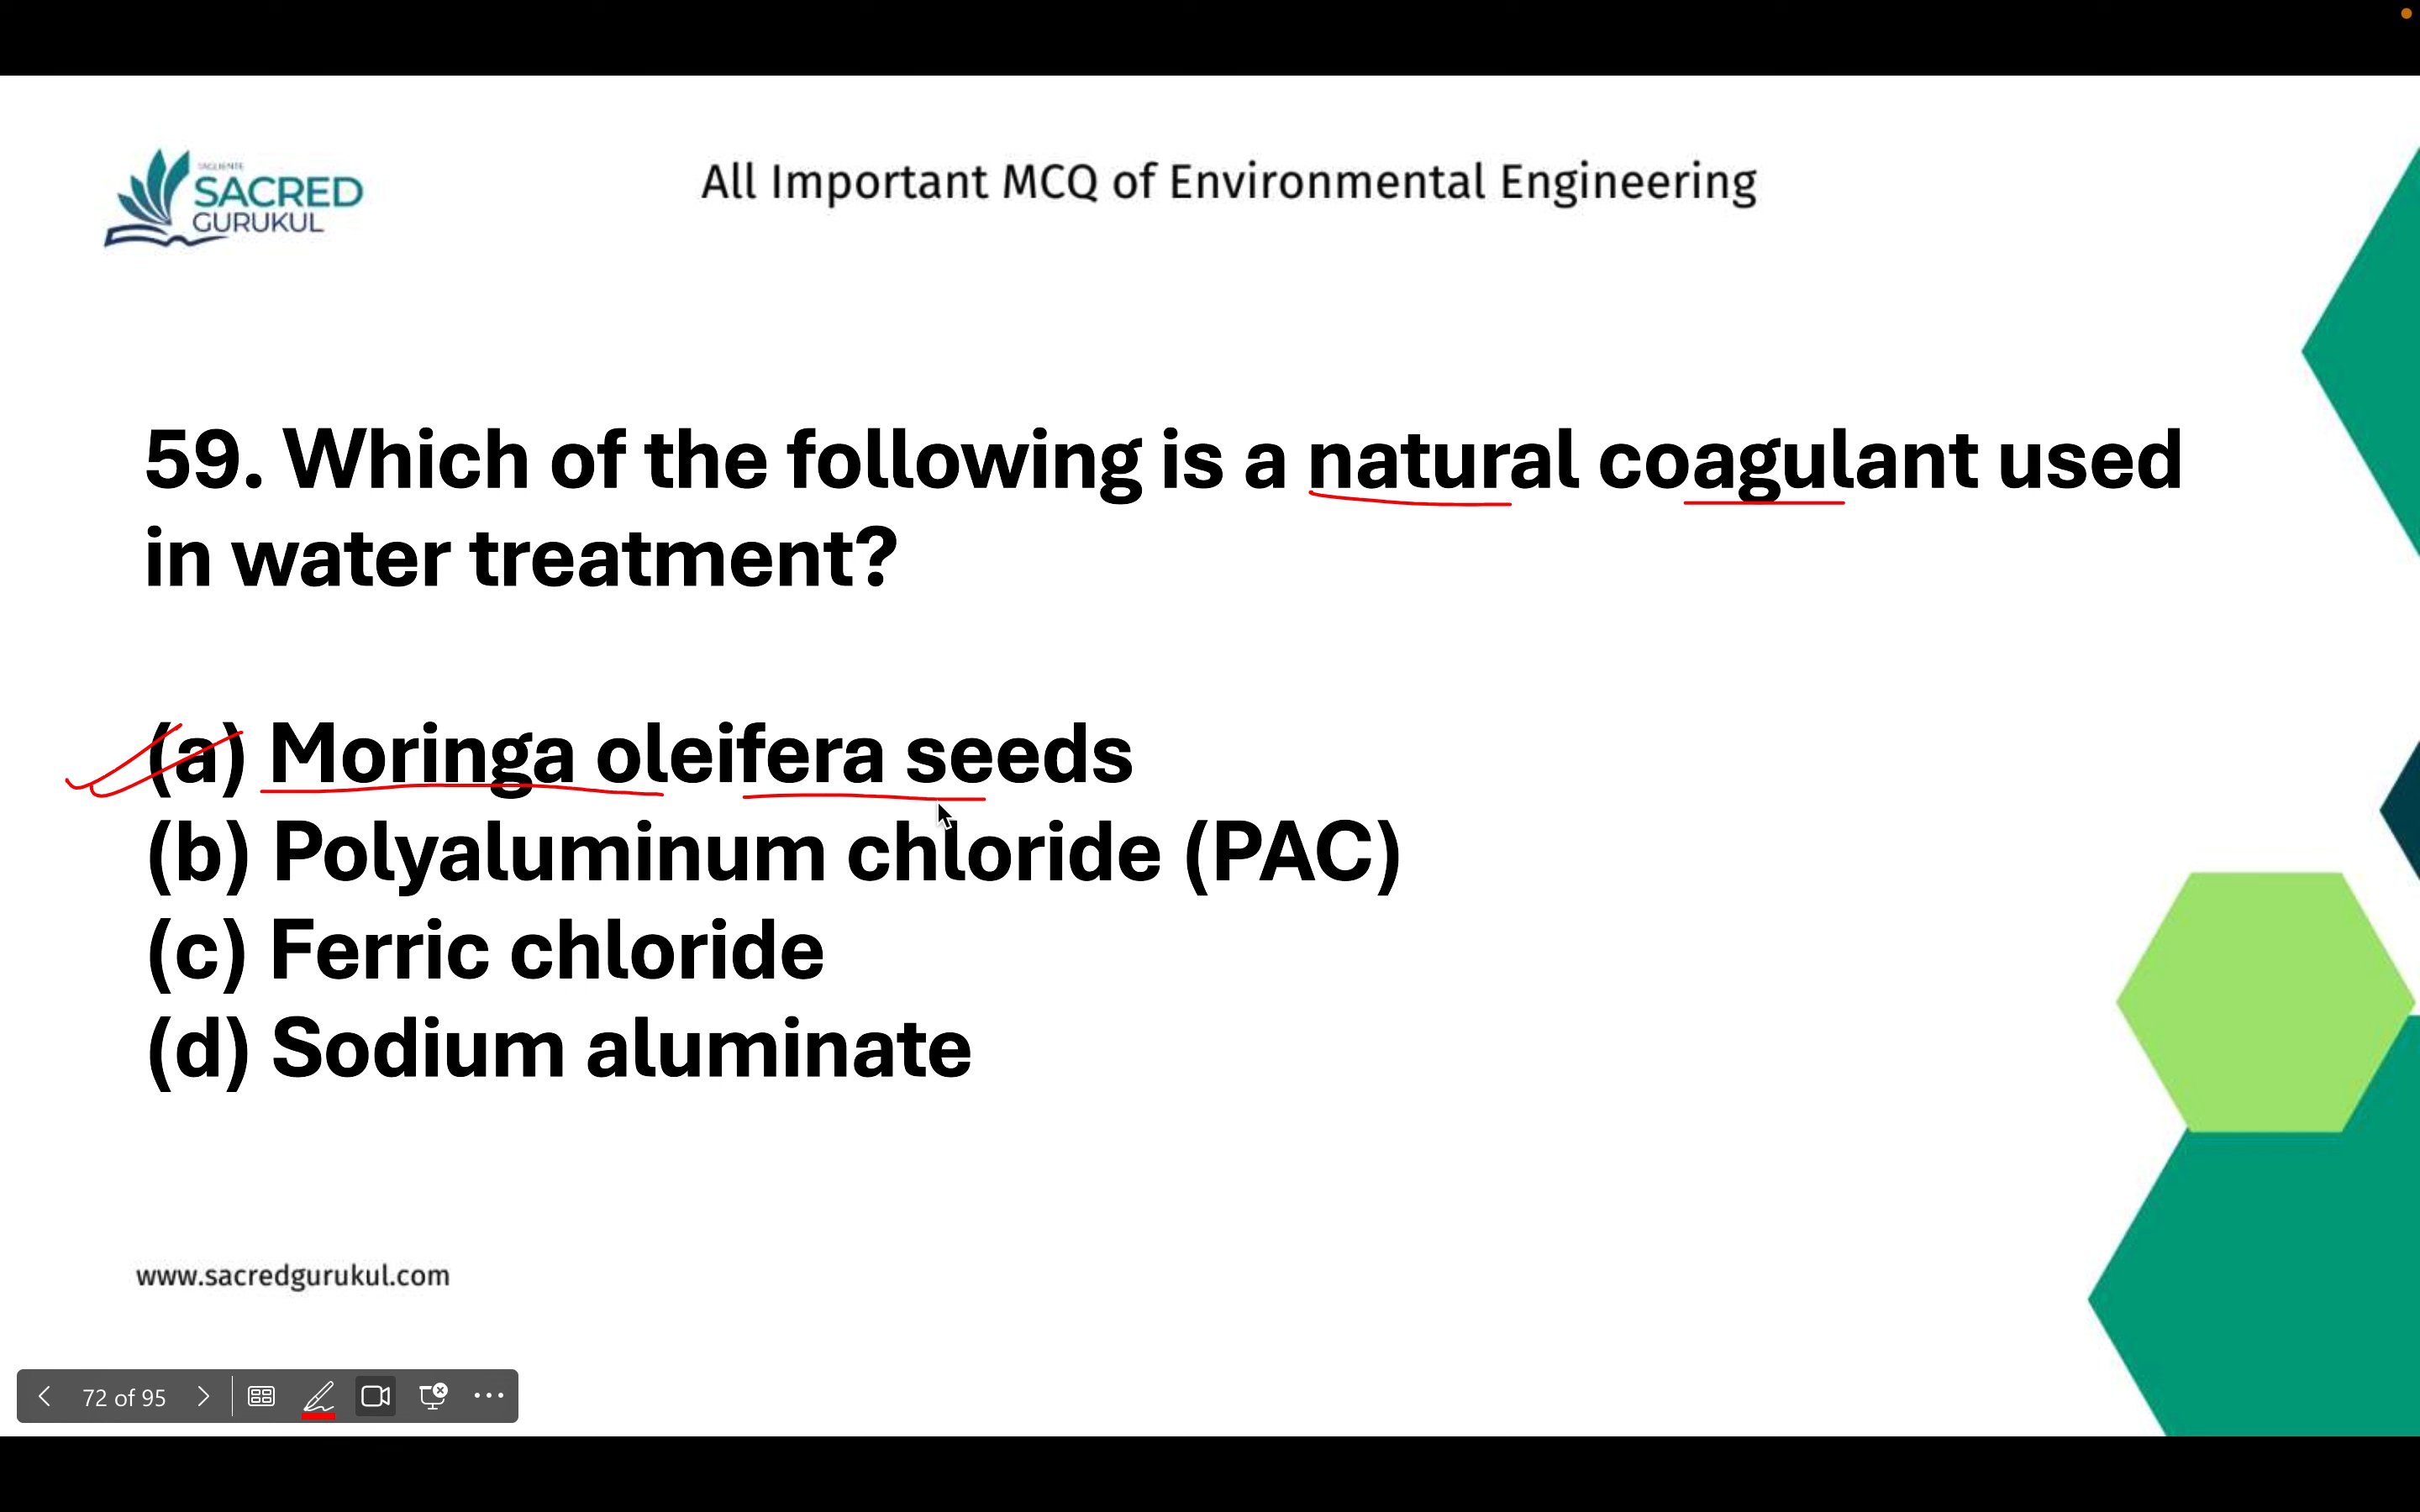 TAGLIENTE
SACRED
GURUKUL
All Important MCQ of Environmental Engineering
59. Which of the following is a natural coagulant used
in water treatment?
(a) Moringa oleifera seeds
(b) Polyaluminum chloride (PAC)
(c) Ferric chloride
(d) Sodium aluminate
www.sacredgurukul.com
72 of 95